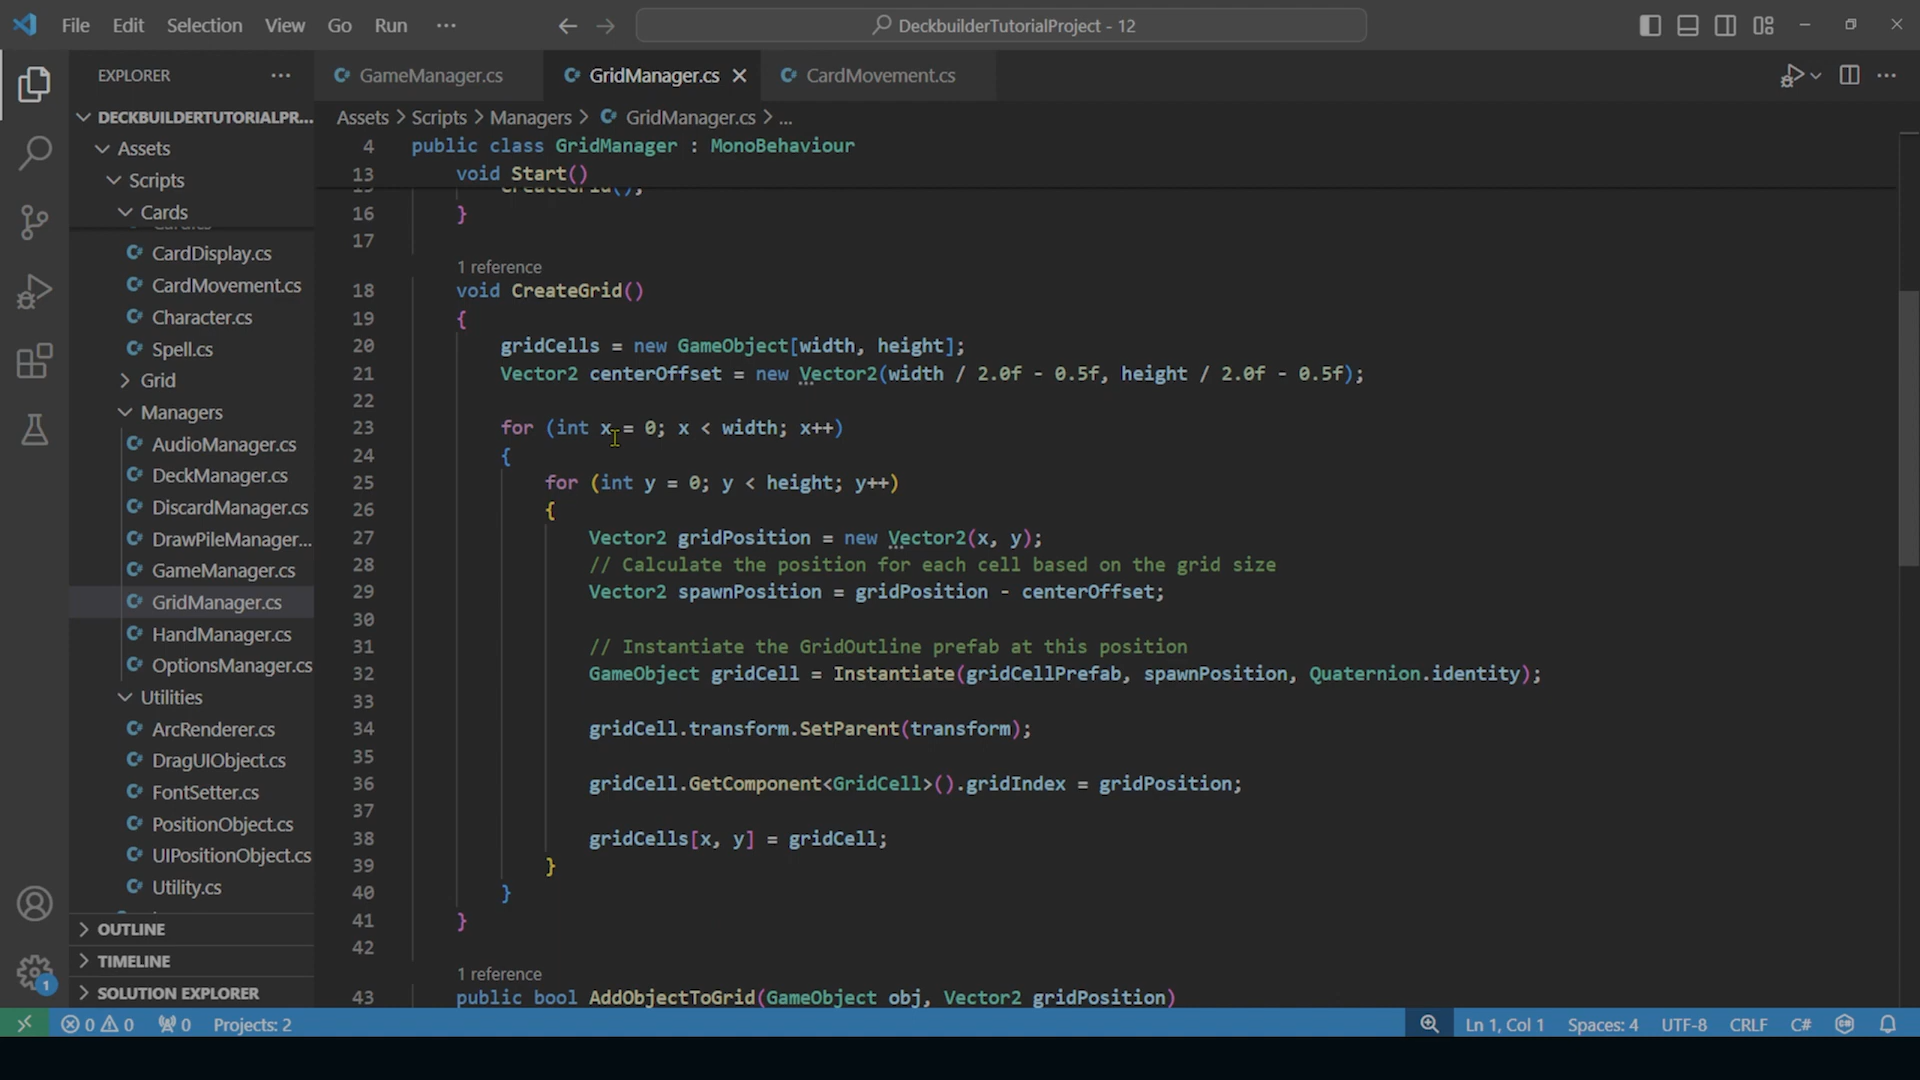 File Edit Selection View Go Run ... DeckbuilderTutorialProject - 12
EXPLORER ... GameManager.cs GridManager.cs CardMovement.cs
DECKBUILDERTUTORIALPR... Assets > Scripts > Managers > GridManager.cs > ...
Assets
Scripts
Cards
CardDisplay.cs
CardMovement.cs
Character.cs
Spell.cs
Grid
Managers
AudioManager.cs
DeckManager.cs
DiscardManager.cs
DrawPileManager...
GameManager.cs
GridManager.cs
HandManager.cs
OptionsManager.cs
Utilities
ArcRenderer.cs
DragUIObject.cs
FontSetter.cs
PositionObject.cs
UIPositionObject.cs
Utility.cs
OUTLINE
TIMELINE
SOLUTION EXPLORER
4 public class GridManager : MonoBehaviour
13 void Start()
CreateGrid();
16 }
17
1 reference
18 void CreateGrid()
19 {
20 gridCells = new GameObject[width, height];
21 Vector2 centerOffset = new Vector2(width / 2.0f - 0.5f, height / 2.0f - 0.5f);
22
23 for (int x = 0; x < width; x++)
24 {
25 for (int y = 0; y < height; y++)
26 {
27 Vector2 gridPosition = new Vector2(x, y);
28 // Calculate the position for each cell based on the grid size
29 Vector2 spawnPosition = gridPosition - centerOffset;
30
31 // Instantiate the GridOutline prefab at this position
32 GameObject gridCell = Instantiate(gridCellPrefab, spawnPosition, Quaternion.identity);
33
34 gridCell.transform.SetParent(transform);
35
36 gridCell.GetComponent<GridCell>().gridIndex = gridPosition;
37
38 gridCells[x, y] = gridCell;
39 }
40 }
41 }
42
1 reference
43 public bool AddObjectToGrid(GameObject obj, Vector2 gridPosition)
1
0 0 0 Projects: 2 Ln 1, Col 1 Spaces: 4 UTF-8 CRLF C#